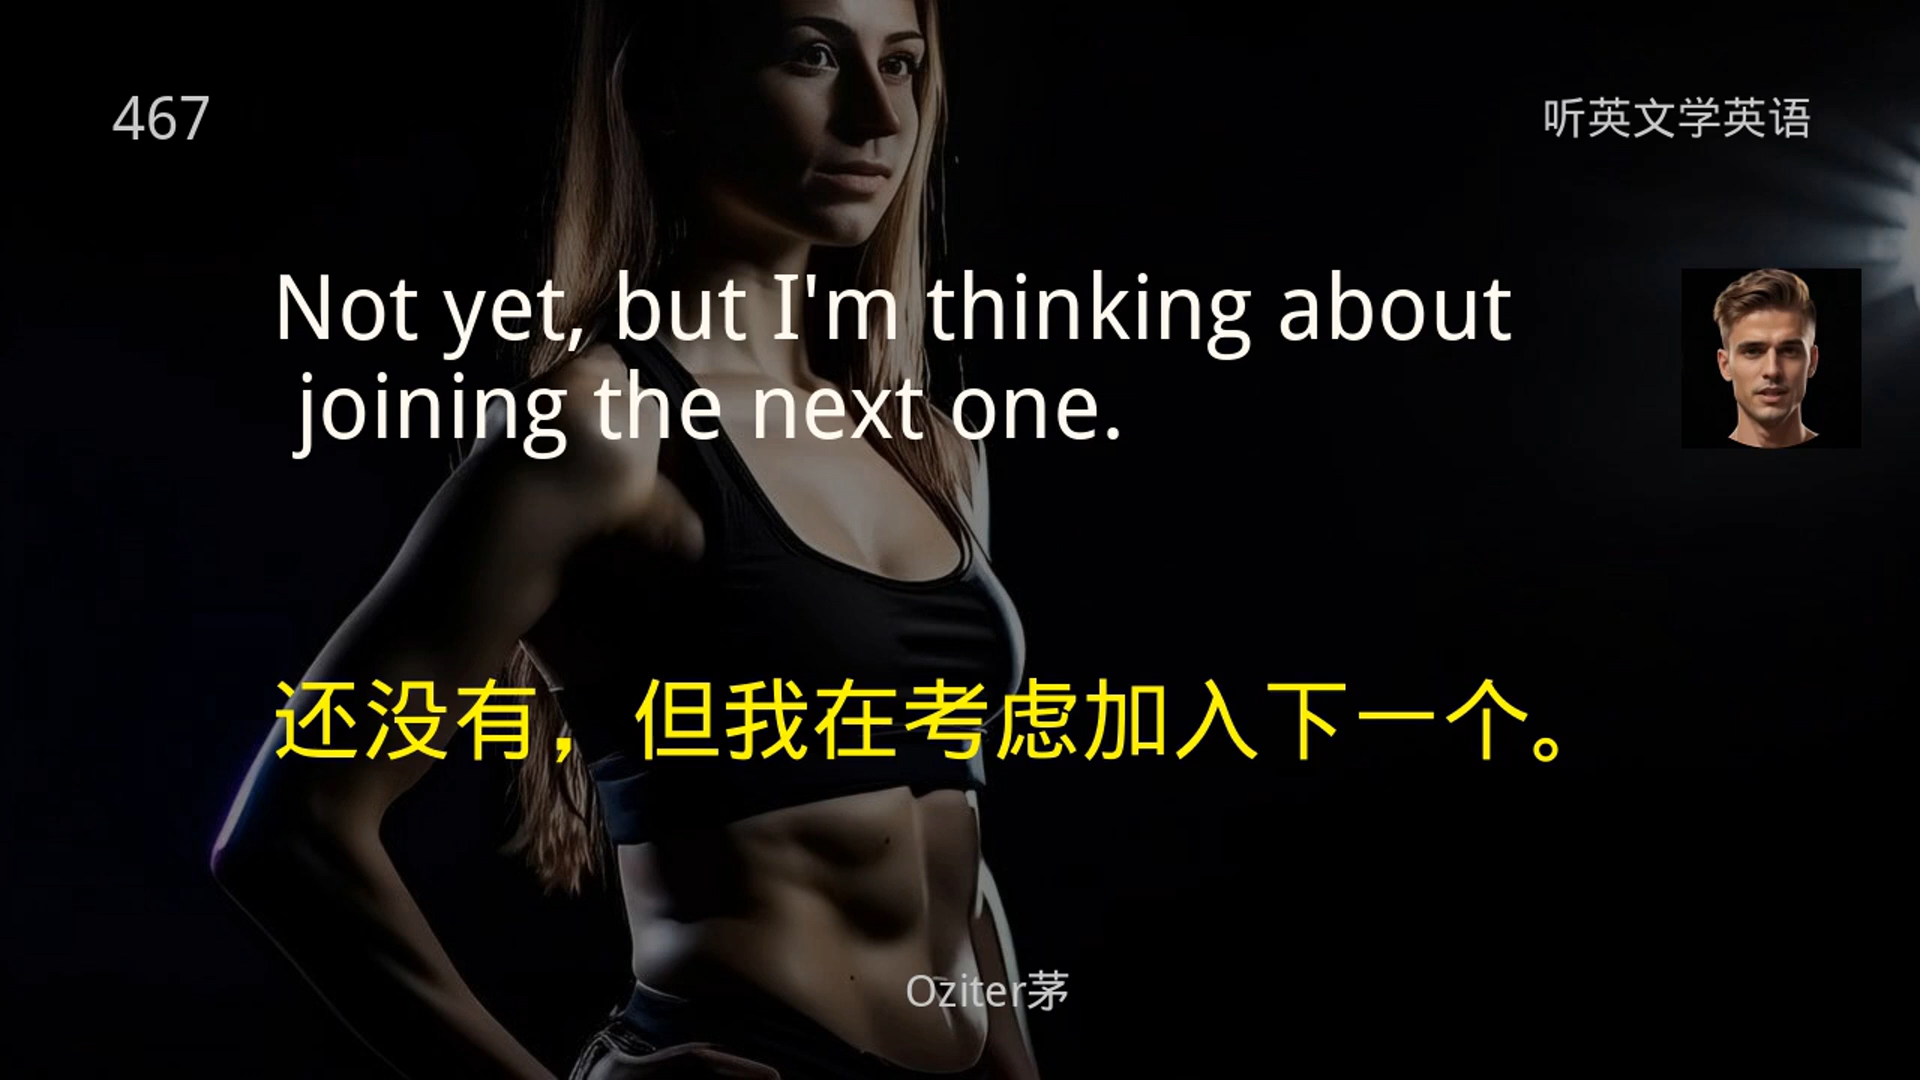 467
听英文学英语
Not yet, but I'm thinking about
joining the next one.
还没有，但我在考虑加入下一个。
Oziter茅